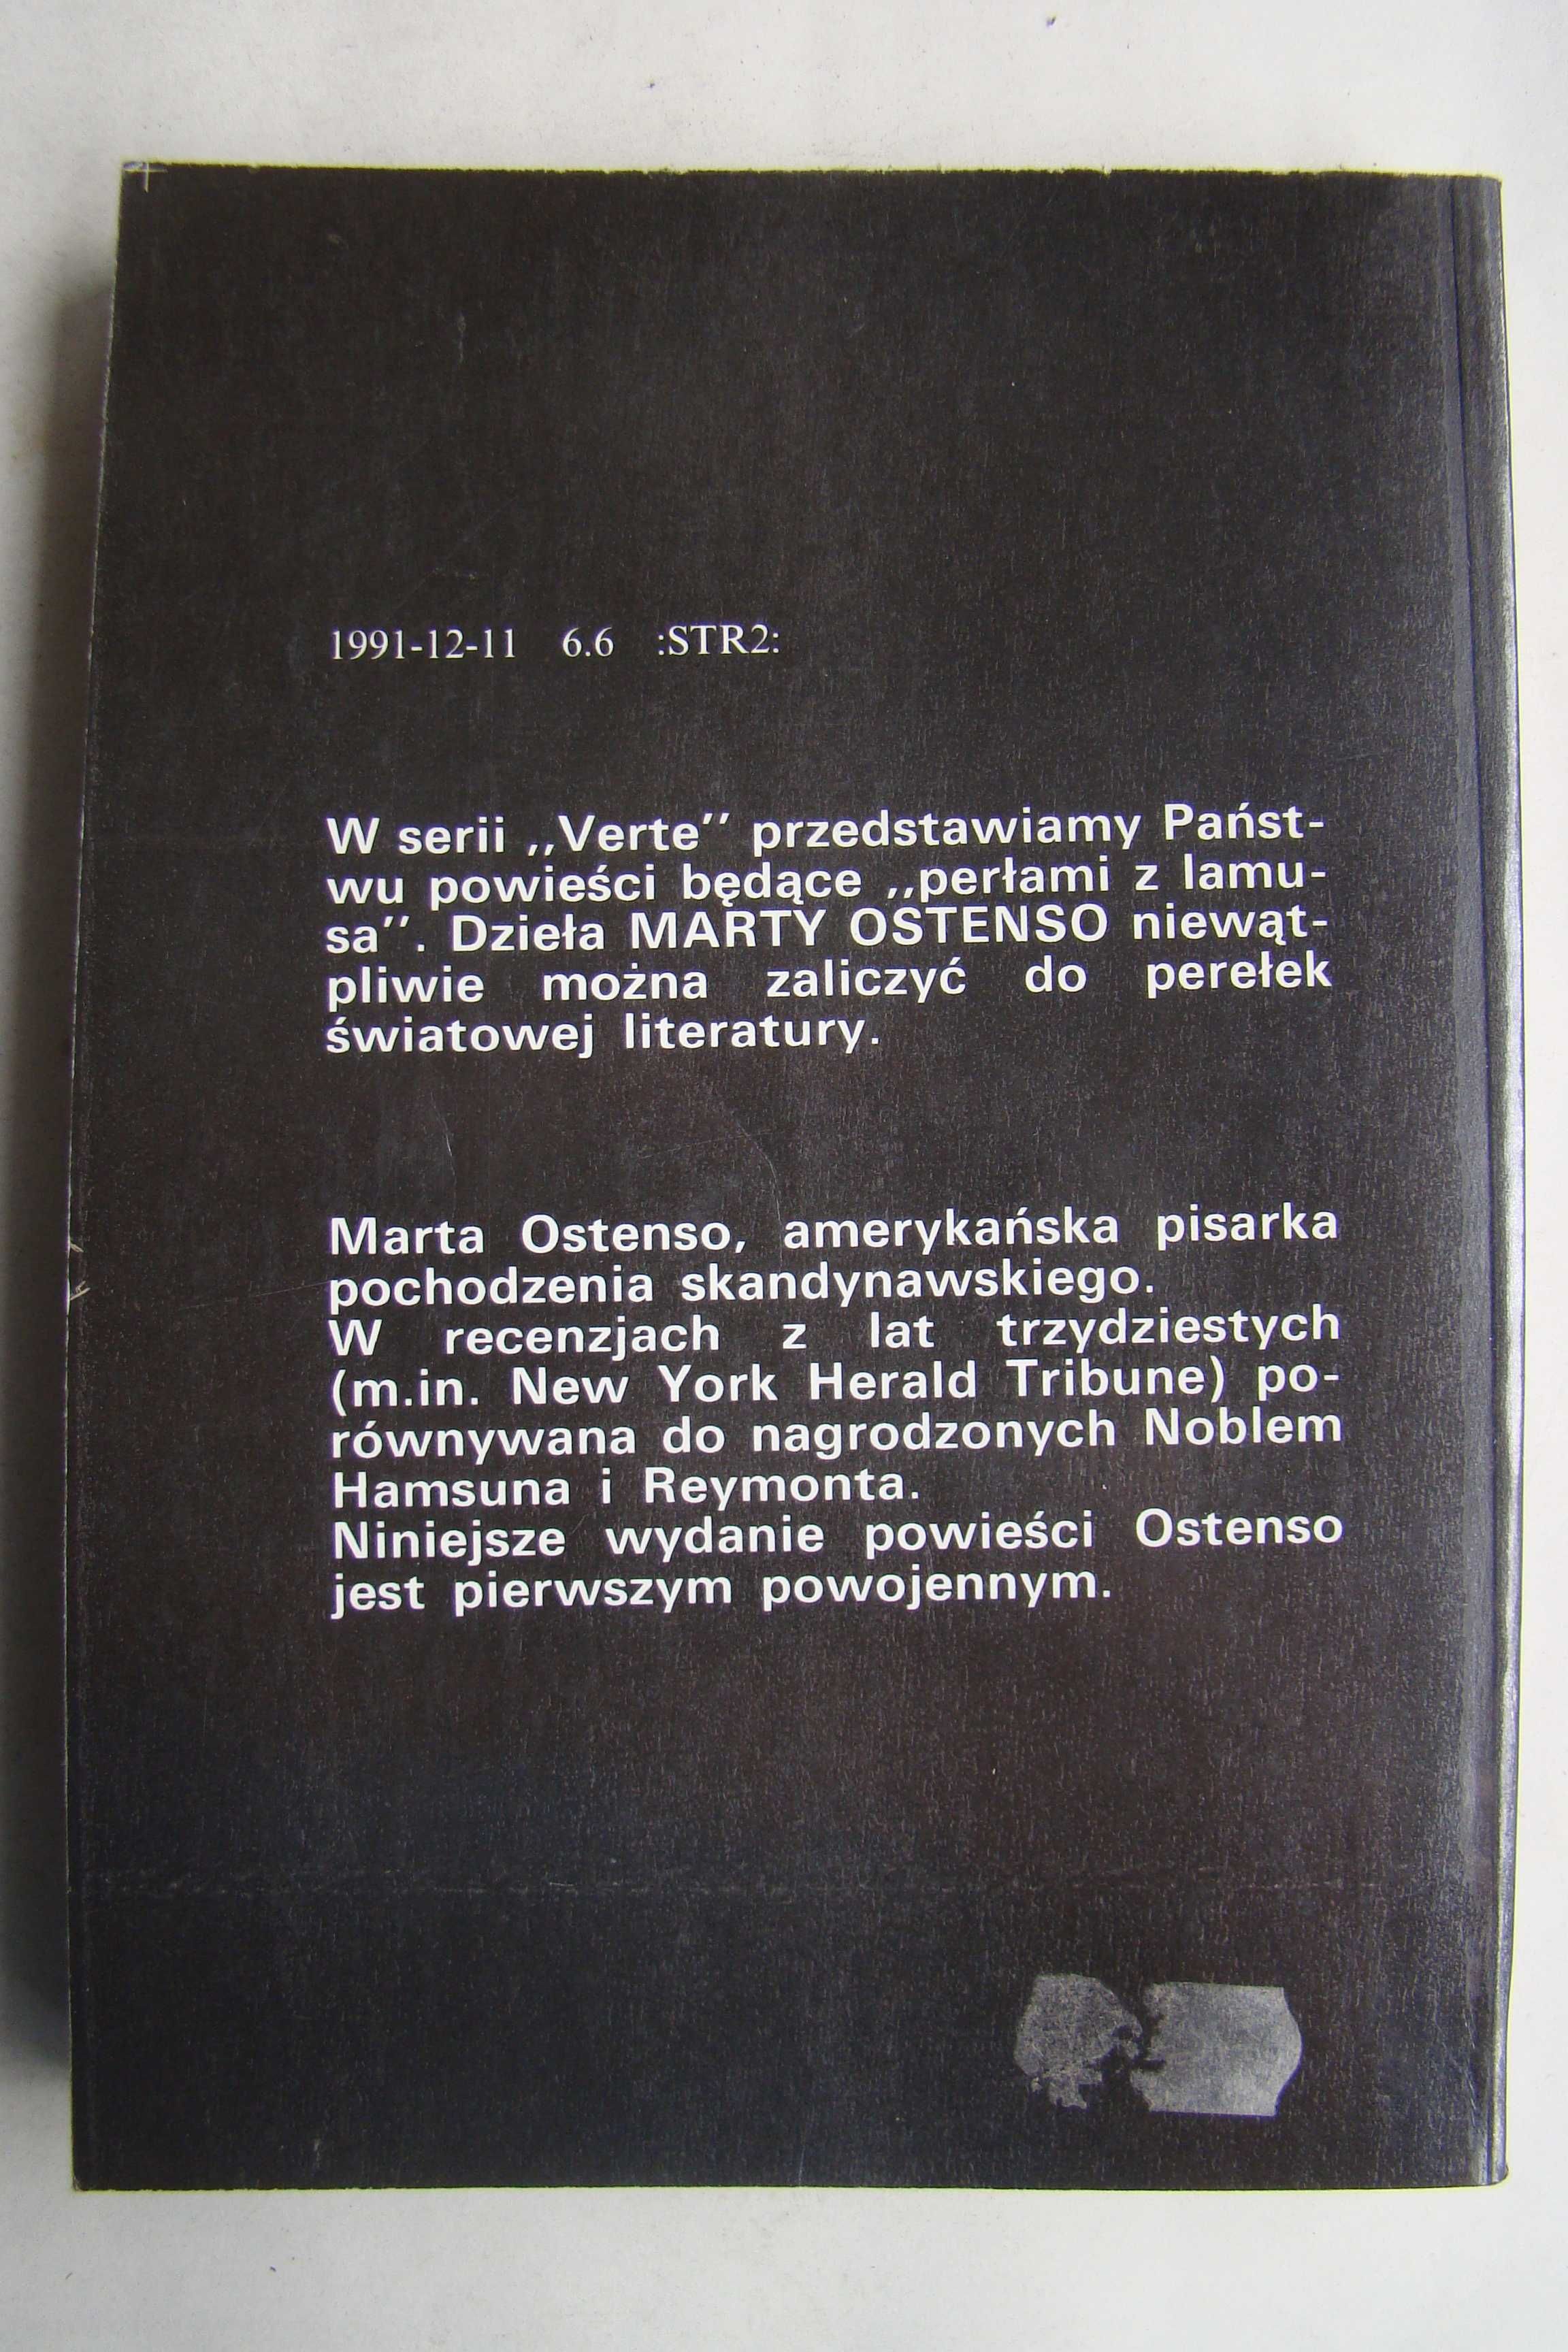 1991-12-11 6.6 :STR2:
W serii ,,Verte'' przedstawiamy Państ-
wu powieści będące ,,perłami z lamu-
sa''. Dzieła MARTY OSTENSO niewąt-
pliwie można zaliczyć do perełek
światowej literatury.
Marta Ostenso, amerykańska pisarka
pochodzenia skandynawskiego.
W recenzjach z lat trzydziestych
(m.in. New York Herald Tribune) po-
równywana do nagrodzonych Noblem
Hamsuna i Reymonta.
Niniejsze wydanie powieści Ostenso
jest pierwszym powojennym.